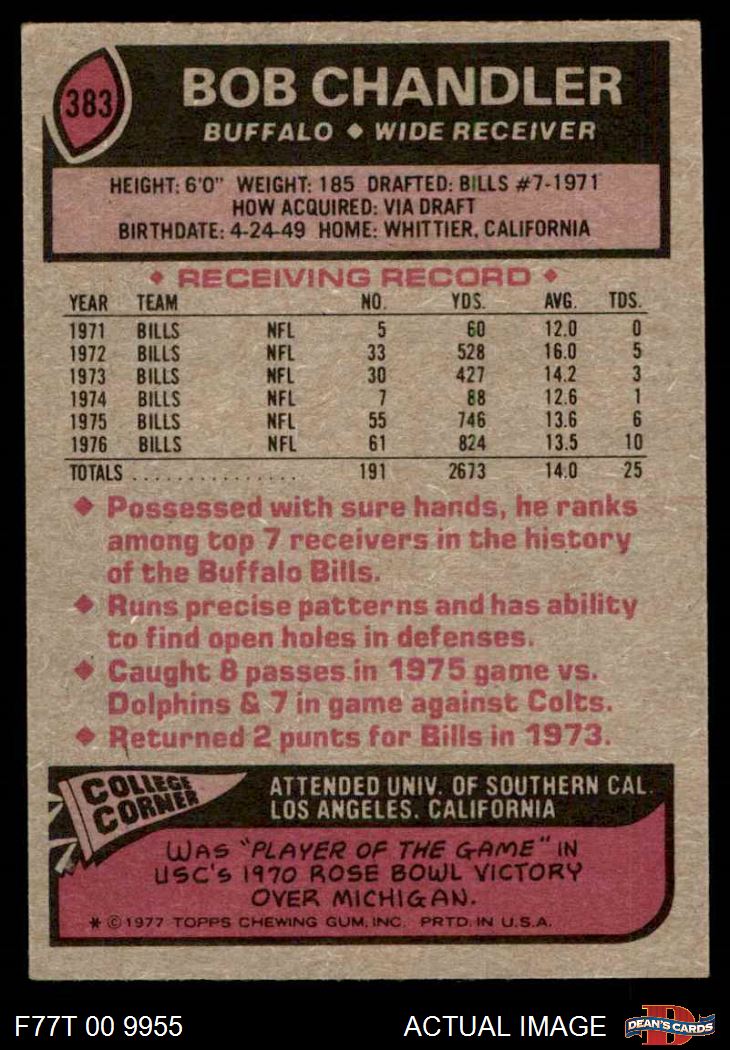 383
BOB CHANDLER
BUFFALO ◆ WIDE RECEIVER
HEIGHT: 6'0" WEIGHT: 185 DRAFTED: BILLS #7-1971
HOW ACQUIRED: VIA DRAFT
BIRTHDATE: 4-24-49 HOME: WHITTIER, CALIFORNIA
◆ RECEIVING RECORD ◆
YEAR TEAM NO. YDS. AVG. TDS.
1971 BILLS NFL 5 60 12.0 0
1972 BILLS NFL 33 528 16.0 5
1973 BILLS NFL 30 427 14.2 3
1974 BILLS NFL 7 88 12.6 1
1975 BILLS NFL 55 746 13.6 6
1976 BILLS NFL 61 824 13.5 10
TOTALS ............... 191 2673 14.0 25
◆ Possessed with sure hands, he ranks
among top 7 receivers in the history
of the Buffalo Bills.
◆ Runs precise patterns and has ability
to find open holes in defenses.
◆ Caught 8 passes in 1975 game vs.
Dolphins & 7 in game against Colts.
◆ Returned 2 punts for Bills in 1973.
COLLEGE
CORNER
ATTENDED UNIV. OF SOUTHERN CAL.
LOS ANGELES, CALIFORNIA
WAS "PLAYER OF THE GAME" IN
USC'S 1970 ROSE BOWL VICTORY
OVER MICHIGAN.
* © 1977 TOPPS CHEWING GUM, INC. PRTD. IN U.S.A.
F77T 00 9955
ACTUAL IMAGE
D
DEAN'S CARDS